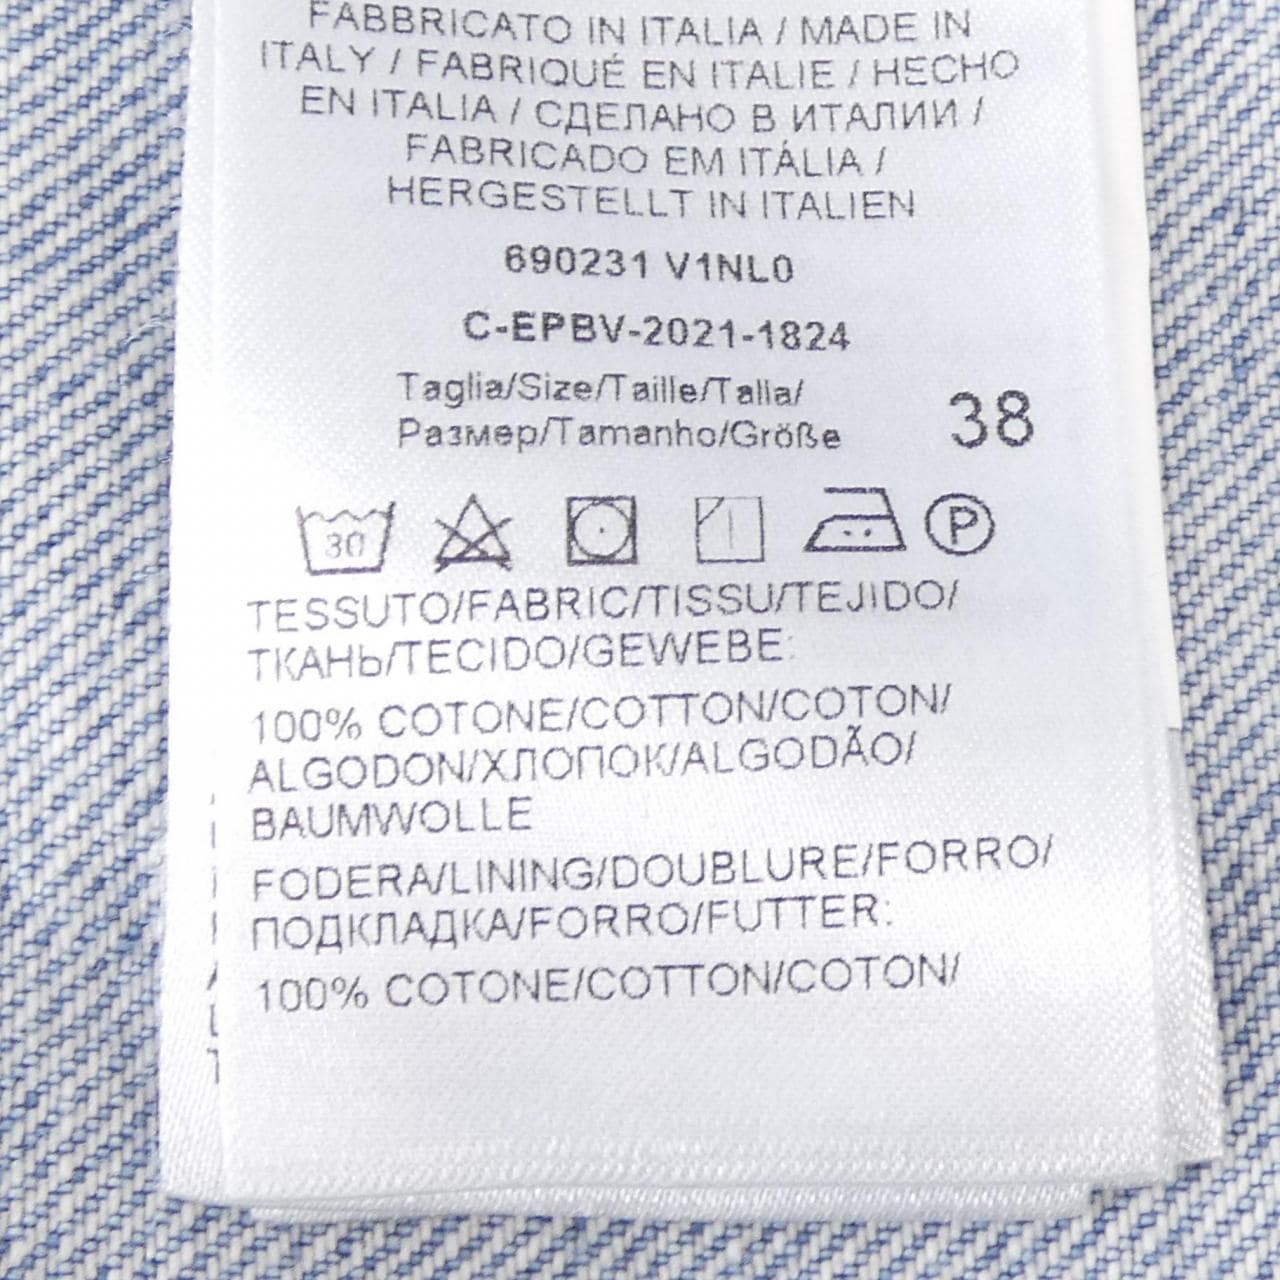 FABBRICATO IN ITALIA / MADE IN
ITALY / FABRIQUÉ EN ITALIE / HECHO
EN ITALIA / СДЕЛАНО В ИТАЛИИ /
FABRICADO EM ITÁLIA /
HERGESTELLT IN ITALIEN
690231 V1NL0
C-EPBV-2021-1824
Taglia/Size/Taille/Talla/
Размер/Tamanho/Größe
38
30 P
TESSUTO/FABRIC/TISSU/TEJIDO/
ТКАНЬ/TECIDO/GEWEBE:
100% COTONE/COTTON/COTON/
ALGODON/ХЛОПОК/ALGODÃO/
BAUMWOLLE
FODERA/LINING/DOUBLURE/FORRO/
ПОДКЛАДКА/FORRO/FUTTER:
100% COTONE/COTTON/COTON/